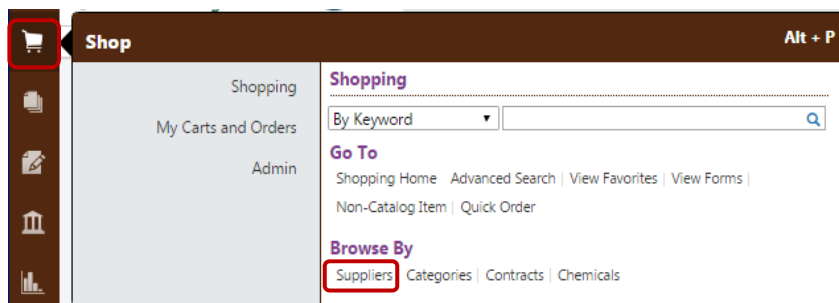 Shop Alt + P
Shopping
My Carts and Orders
Admin
Shopping
By Keyword
Go To
Shopping Home Advanced Search | View Favorites | View Forms |
Non-Catalog Item | Quick Order
Browse By
Suppliers Categories | Contracts | Chemicals